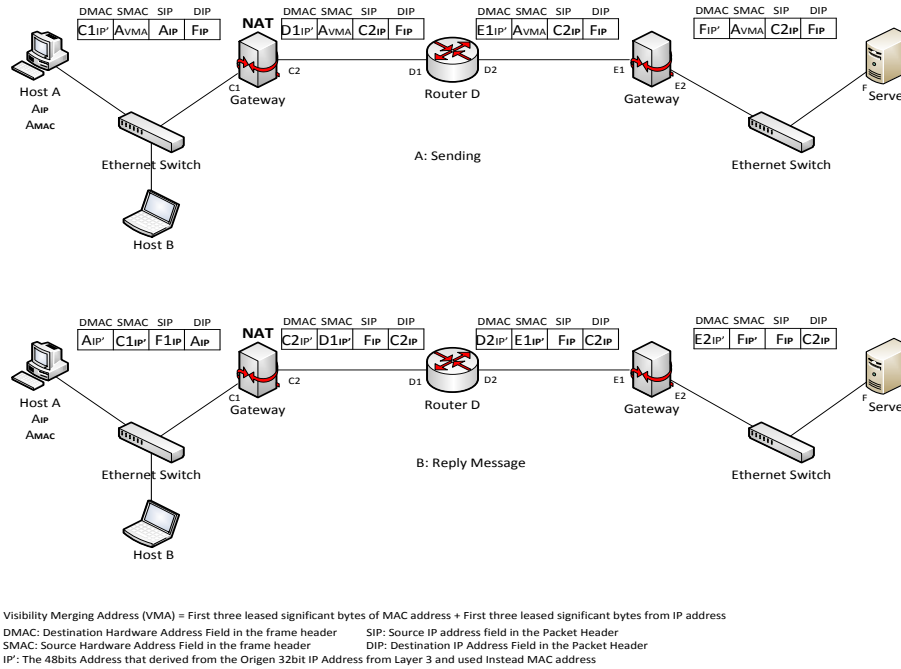 DMAC SMAC SIP DIP
C1IP' AVMA AIP FIP
NAT
DMAC SMAC SIP DIP
D1IP' AVMA C2IP FIP
DMAC SMAC SIP DIP
E1IP' AVMA C2IP FIP
DMAC SMAC SIP DIP
FIP' AVMA C2IP FIP
Host A
AIP
AMAC
C1
C2
Gateway
D1
D2
Router D
E1
E2
Gateway
F
Serve
Ethernet Switch
A: Sending
Ethernet Switch
Host B
DMAC SMAC SIP DIP
AIP' C1IP' F1IP AIP
NAT
DMAC SMAC SIP DIP
C2IP' D1IP' FIP C2IP
DMAC SMAC SIP DIP
D2IP' E1IP' FIP C2IP
DMAC SMAC SIP DIP
E2IP' FIP' FIP C2IP
Host A
AIP
AMAC
C1
C2
Gateway
D1
D2
Router D
E1
E2
Gateway
F
Serve
Ethernet Switch
B: Reply Message
Ethernet Switch
Host B
Visibility Merging Address (VMA) = First three leased significant bytes of MAC address + First three leased significant bytes from IP address
DMAC: Destination Hardware Address Field in the frame header SIP: Source IP address field in the Packet Header
SMAC: Source Hardware Address Field in the frame header DIP: Destination IP Address Field in the Packet Header
IP': The 48bits Address that derived from the Origen 32bit IP Address from Layer 3 and used Instead MAC address